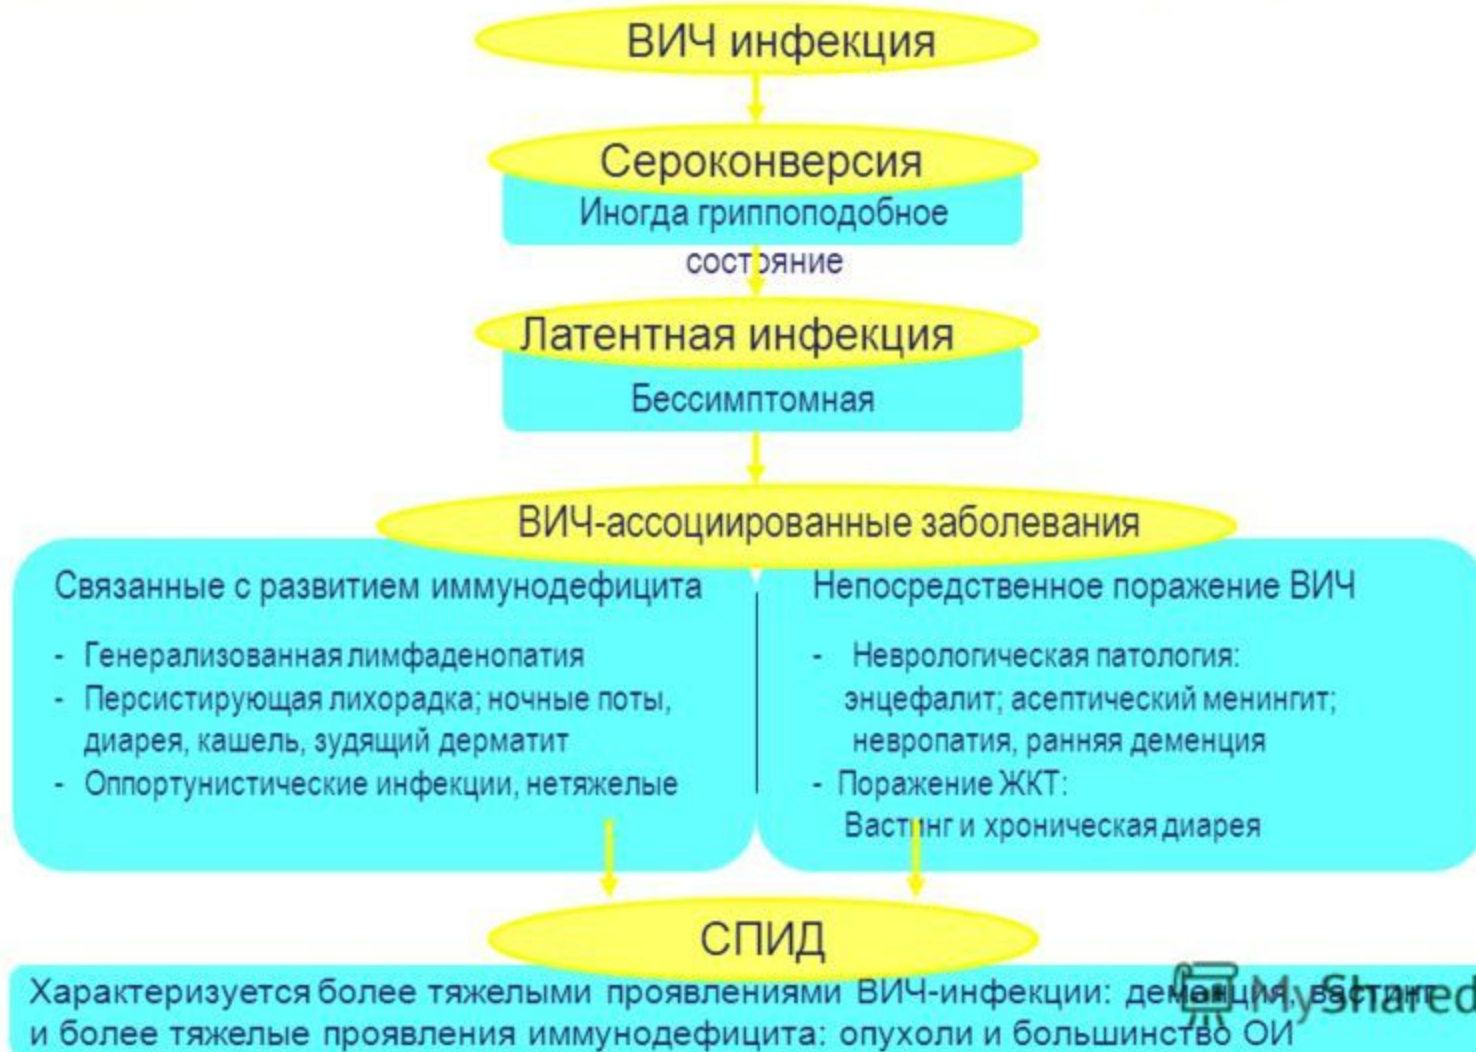 ВИЧ инфекция
Сероконверсия
Иногда гриппоподобное
состояние
Латентная инфекция
Бессимптомная
ВИЧ-ассоциированные заболевания
Связанные с развитием иммунодефицита
- Генерализованная лимфаденопатия
- Персистирующая лихорадка; ночные поты,
диарея, кашель, зудящий дерматит
- Оппортунистические инфекции, нетяжелые
Непосредственное поражение ВИЧ
- Неврологическая патология:
энцефалит; асептический менингит;
невропатия, ранняя деменция
- Поражение ЖКТ:
Вастинг и хроническая диарея
СПИД
Характеризуется более тяжелыми проявлениями ВИЧ-инфекции: деменция, вастинг
и более тяжелые проявления иммунодефицита: опухоли и большинство ОИ
MyShared